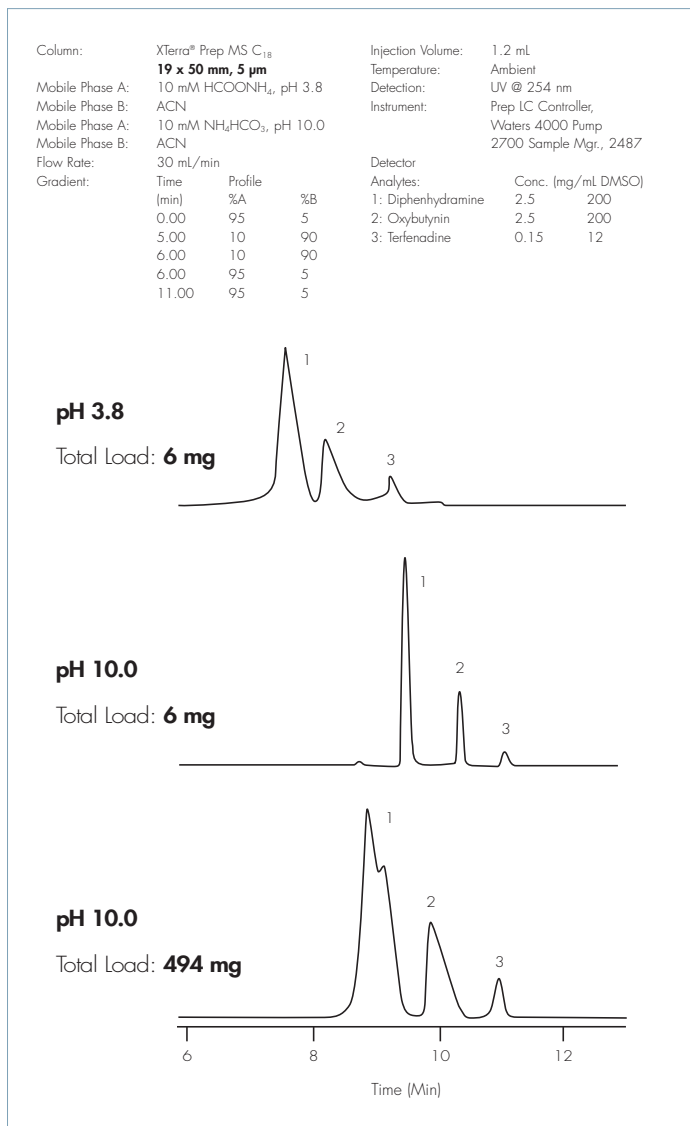 Column: XTerra® Prep MS C18
19 x 50 mm, 5 µm
Mobile Phase A: 10 mM HCOONH4, pH 3.8
Mobile Phase B: ACN
Mobile Phase A: 10 mM NH4HCO3, pH 10.0
Mobile Phase B: ACN
Flow Rate: 30 mL/min
Gradient: Time Profile
(min) %A %B
0.00 95 5
5.00 10 90
6.00 10 90
6.00 95 5
11.00 95 5
Injection Volume: 1.2 mL
Temperature: Ambient
Detection: UV @ 254 nm
Instrument: Prep LC Controller,
Waters 4000 Pump
2700 Sample Mgr., 2487
Detector
Analytes: Conc. (mg/mL DMSO)
1: Diphenhydramine 2.5 200
2: Oxybutynin 2.5 200
3: Terfenadine 0.15 12
1
2
3
pH 3.8
Total Load: 6 mg
1
2
3
pH 10.0
Total Load: 6 mg
1
2
3
pH 10.0
Total Load: 494 mg
6 8 10 12
Time (Min)